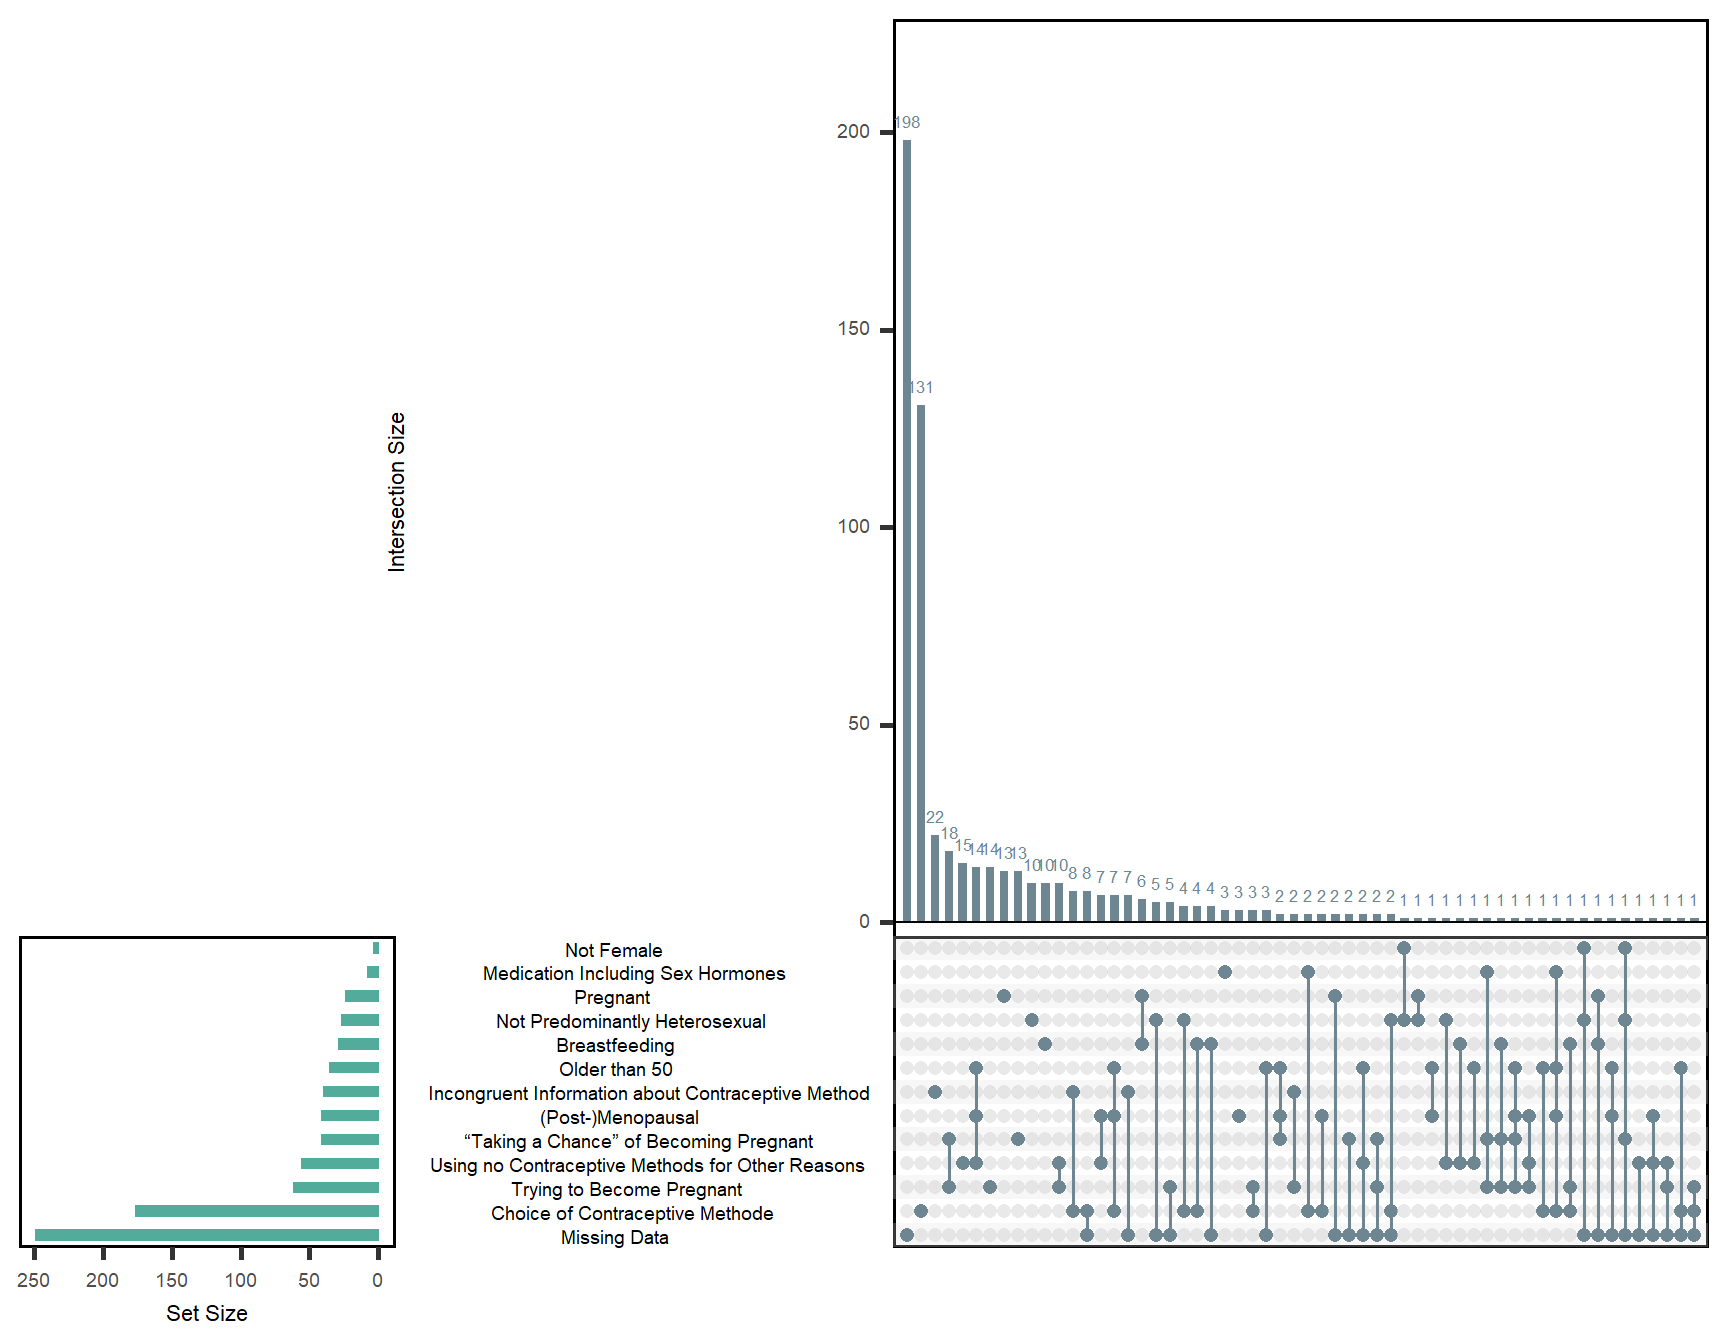 198
200
131
150
Intersection Size
100
50
22
18
15 14 14 13 13 10 10 10 8 8 7 7 7 6 5 5 4 4 4 3 3 3 3 2 2 2 2 2 2 2 2 2 1 1 1 1 1 1 1 1 1 1 1 1 1 1 1 1 1 1 1 1 1 1
0
Not Female
Medication Including Sex Hormones
Pregnant
Not Predominantly Heterosexual
Breastfeeding
Older than 50
Incongruent Information about Contraceptive Method
(Post-)Menopausal
“Taking a Chance” of Becoming Pregnant
Using no Contraceptive Methods for Other Reasons
Trying to Become Pregnant
Choice of Contraceptive Methode
Missing Data
250 200 150 100 50 0
Set Size